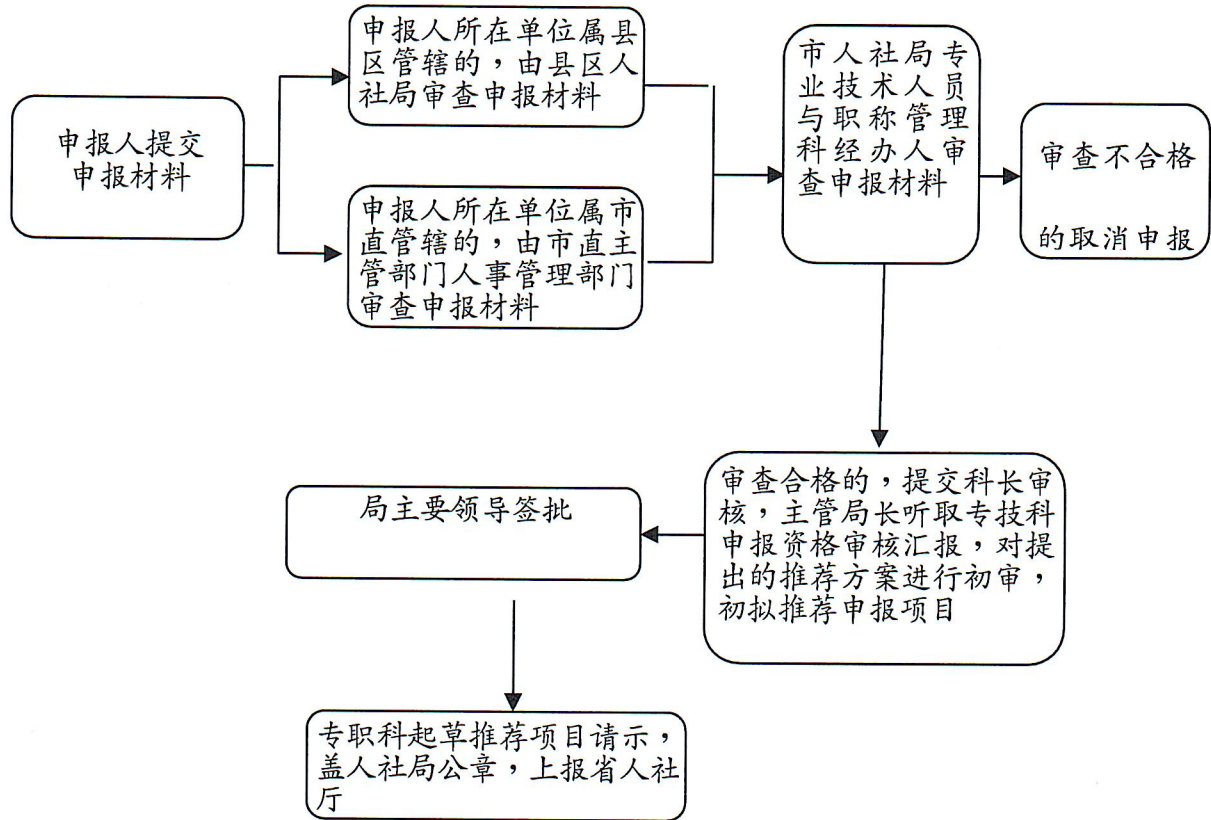 申报人提交
申报材料
申报人所在单位属县
区管辖的，由县区人
社局审查申报材料
申报人所在单位属市
直管辖的，由市直主
管部门人事管理部门
审查申报材料
市人社局专
业技术人员
与职称管理
科经办人审
查申报材料
审查不合格
的取消申报
审查合格的，提交科长审
核，主管局长听取专技科
申报资格审核汇报，对提
出的推荐方案进行初审，
初拟推荐申报项目
局主要领导签批
专职科起草推荐项目请示，
盖人社局公章，上报省人社
厅